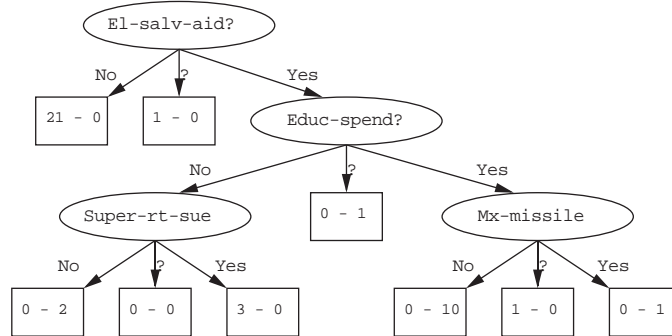 El-salv-aid?
No ? Yes
21 - 0 1 - 0 Educ-spend?
No ? Yes
Super-rt-sue 0 - 1 Mx-missile
No ? Yes No ? Yes
0 - 2 0 - 0 3 - 0 0 - 10 1 - 0 0 - 1